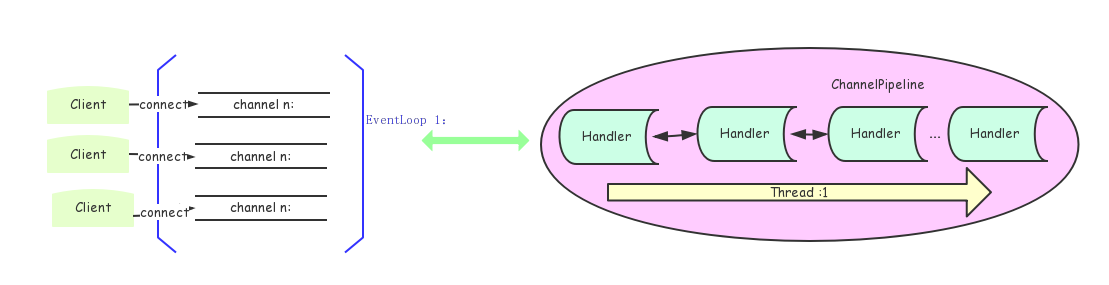 Client
connect
channel n:
Client
connect
channel n:
Client
connect
channel n:
EventLoop 1:
ChannelPipeline
Handler
Handler
Handler
...
Handler
Thread :1